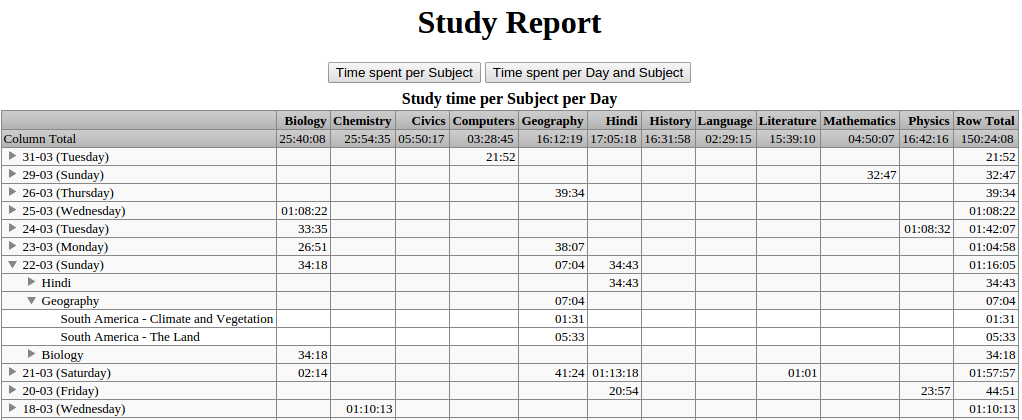 Study Report
Time spent per Subject Time spent per Day and Subject
Study time per Subject per Day
Biology Chemistry Civics Computers Geography Hindi History Language Literature Mathematics Physics Row Total
Column Total 25:40:08 25:54:35 05:50:17 03:28:45 16:12:19 17:05:18 16:31:58 02:29:15 15:39:10 04:50:07 16:42:16 150:24:08
31-03 (Tuesday) 21:52 21:52
29-03 (Sunday) 32:47 32:47
26-03 (Thursday) 39:34 39:34
25-03 (Wednesday) 01:08:22 01:08:22
24-03 (Tuesday) 33:35 01:08:32 01:42:07
23-03 (Monday) 26:51 38:07 01:04:58
22-03 (Sunday) 34:18 07:04 34:43 01:16:05
Hindi 34:43 34:43
Geography 07:04 07:04
South America - Climate and Vegetation 01:31 01:31
South America - The Land 05:33 05:33
Biology 34:18 34:18
21-03 (Saturday) 02:14 41:24 01:13:18 01:01 01:57:57
20-03 (Friday) 20:54 23:57 44:51
18-03 (Wednesday) 01:10:13 01:10:13